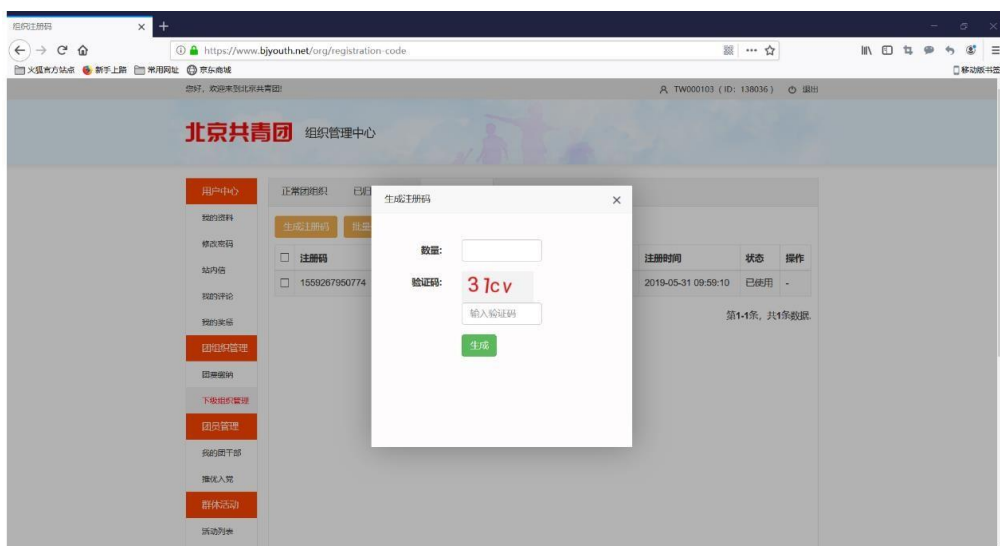 组织注册码
https://www.bjyouth.net/org/registration-code
火狐官方站点 新手上路 常用网址 京东商城 移动版书签
您好，欢迎来到北京共青团! TW000103 ( ID: 138036 ) 退出
北京共青团 组织管理中心
用户中心
我的资料
修改密码
站内信
我的评论
我的奖品
团组织管理
团费缴纳
下级组织管理
团员管理
我的团干部
推优入党
群体活动
活动列表
正常团组织 已归
生成注册码 批量
注册码 注册时间 状态 操作
1559267950774 2019-05-31 09:59:10 已使用 -
第1-1条, 共1条数据.
生成注册码
数量:
验证码:
31cv
输入验证码
生成